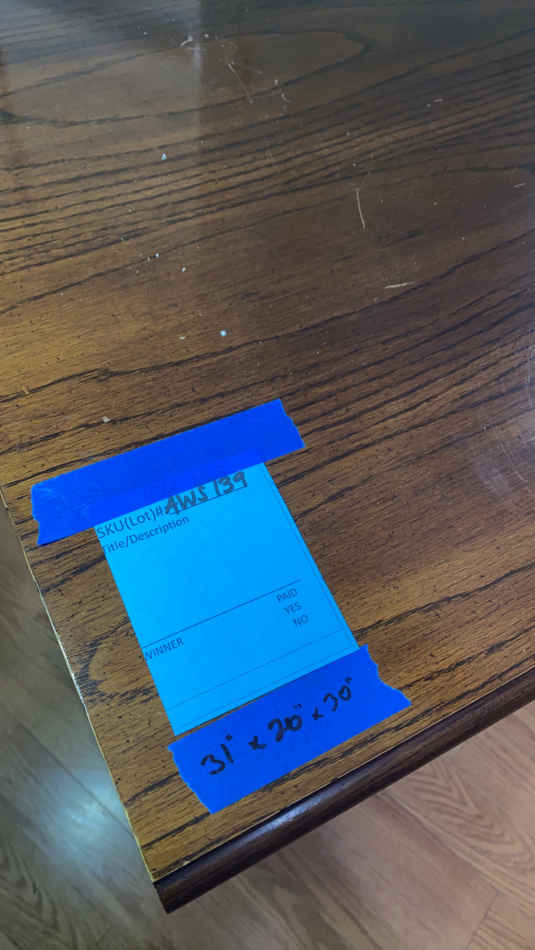 SKU(Lot)# AWS 139
Title/Description
PAID
YES
NO
WINNER
31" x 20" x 30"